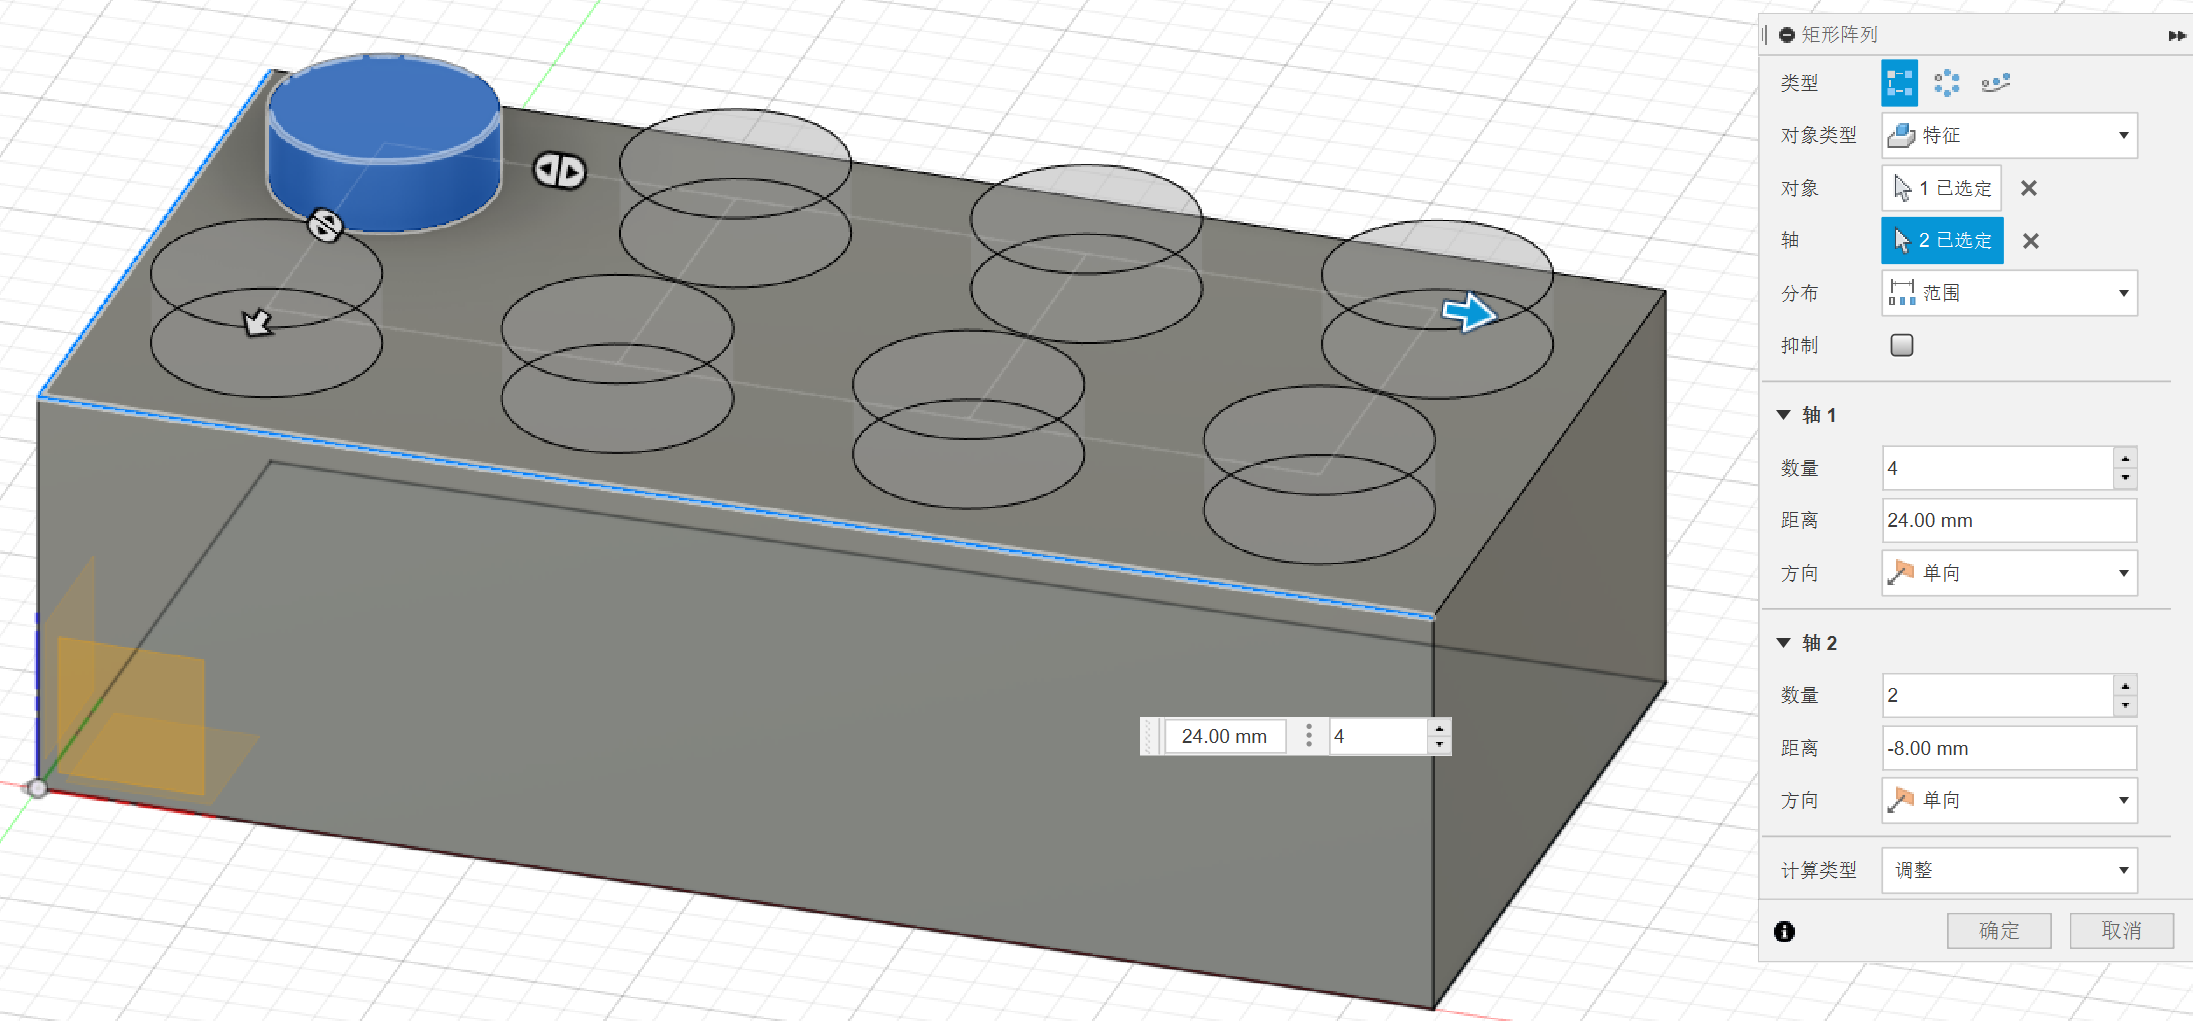 矩形阵列
类型
对象类型 特征
对象 1 已选定
轴 2 已选定
分布 范围
抑制
轴 1
数量 4
距离 24.00 mm
方向 单向
轴 2
数量 2
距离 -8.00 mm
方向 单向
计算类型 调整
确定 取消
24.00 mm 4